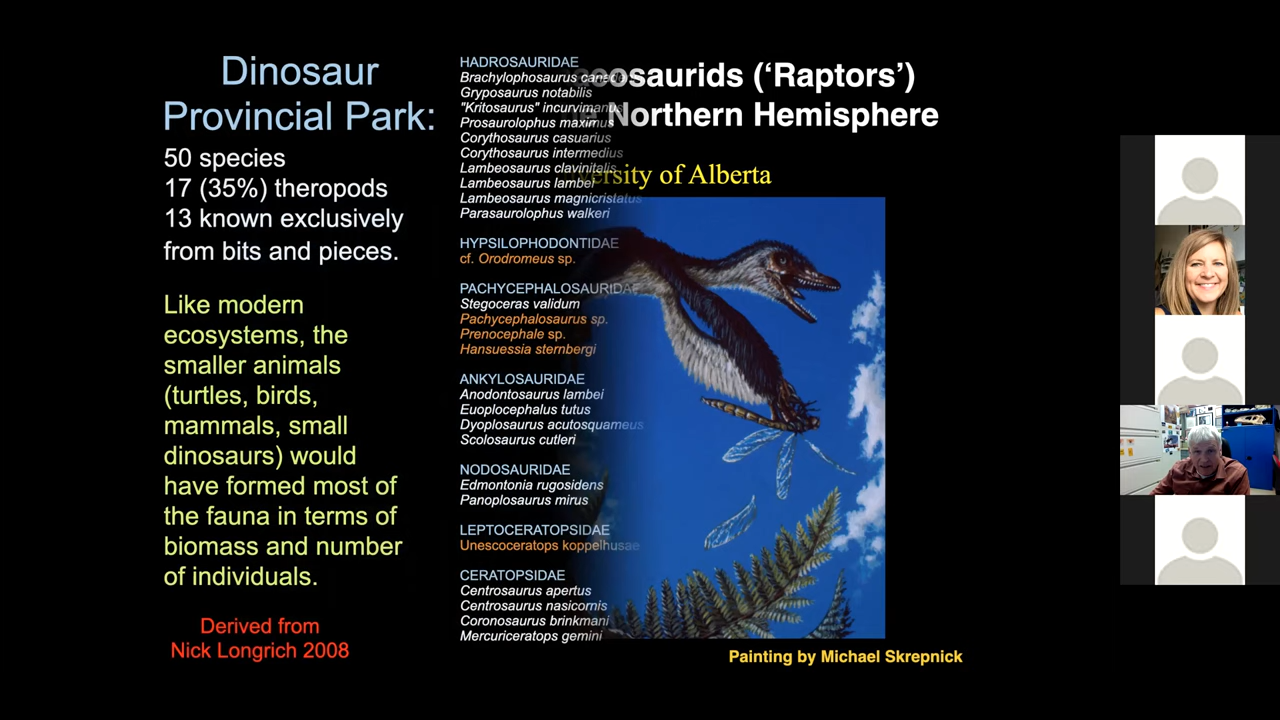 Dinosaur
Provincial Park:
50 species
17 (35%) theropods
13 known exclusively
from bits and pieces.
Like modern
ecosystems, the
smaller animals
(turtles, birds,
mammals, small
dinosaurs) would
have formed most of
the fauna in terms of
biomass and number
of individuals.
Derived from
Nick Longrich 2008
HADROSAURIDAE
Brachylophosaurus
Gryposaurus notabilis
"Kritosaurus" incurvimanus
Prosaurolophus maximus
Corythosaurus casuarius
Corythosaurus intermedius
Lambeosaurus clavinitalis
Lambeosaurus lambei
Lambeosaurus magnicristatus
Parasaurolophus walkeri
HYPSILOPHODONTIDAE
cf. Orodromeus sp.
PACHYCEPHALOSAURIDAE
Stegoceras validum
Pachycephalosaurus sp.
Prenocephale sp.
Hansuessia sternbergi
ANKYLOSAURIDAE
Anodontosaurus lambei
Euoplocephalus tutus
Dyoplosaurus acutosquameus
Scolosaurus cutleri
NODOSAURIDAE
Edmontonia rugosidens
Panoplosaurus mirus
LEPTOCERATOPSIDAE
Unescoceratops koppelhusae
CERATOPSIDAE
Centrosaurus apertus
Centrosaurus nasicornis
Coronosaurus brinkmani
Mercuriceratops gemini
eosaurids (‘Raptors’)
Northern Hemisphere
ersity of Alberta
Painting by Michael Skrepnick